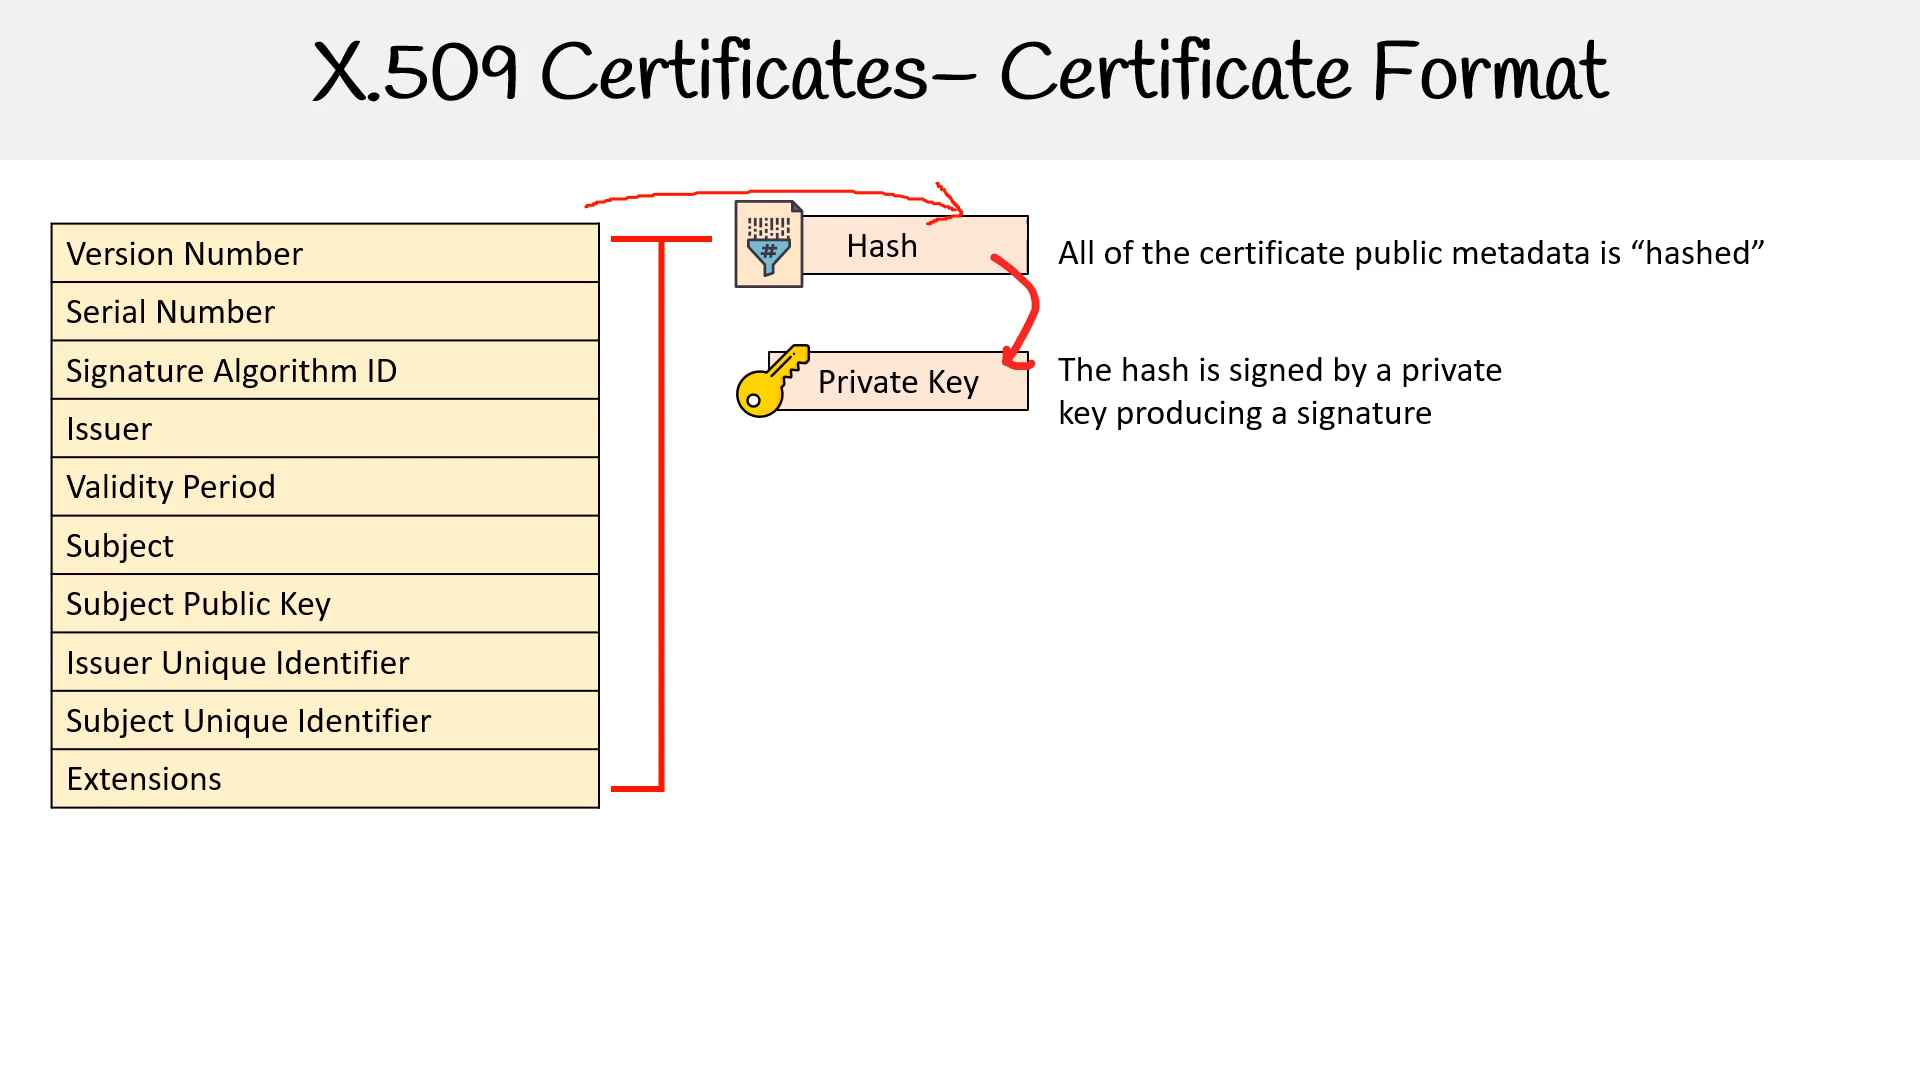 X.509 Certificates– Certificate Format
Version Number
Serial Number
Signature Algorithm ID
Issuer
Validity Period
Subject
Subject Public Key
Issuer Unique Identifier
Subject Unique Identifier
Extensions
#
Hash
All of the certificate public metadata is “hashed”
Private Key
The hash is signed by a private
key producing a signature